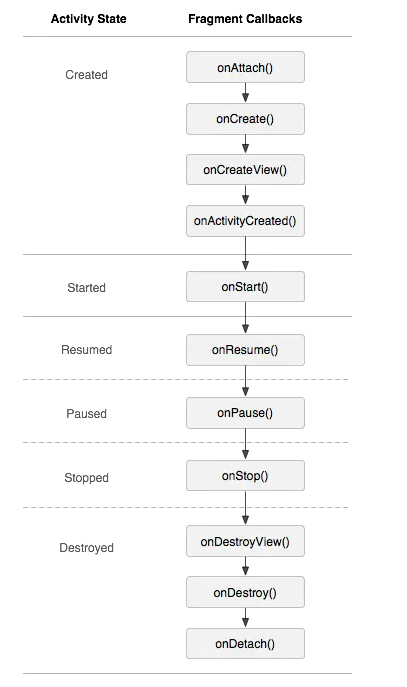 Activity State Fragment Callbacks
Created
onAttach()
onCreate()
onCreateView()
onActivityCreated()
Started onStart()
Resumed onResume()
Paused onPause()
Stopped onStop()
Destroyed onDestroyView()
onDestroy()
onDetach()